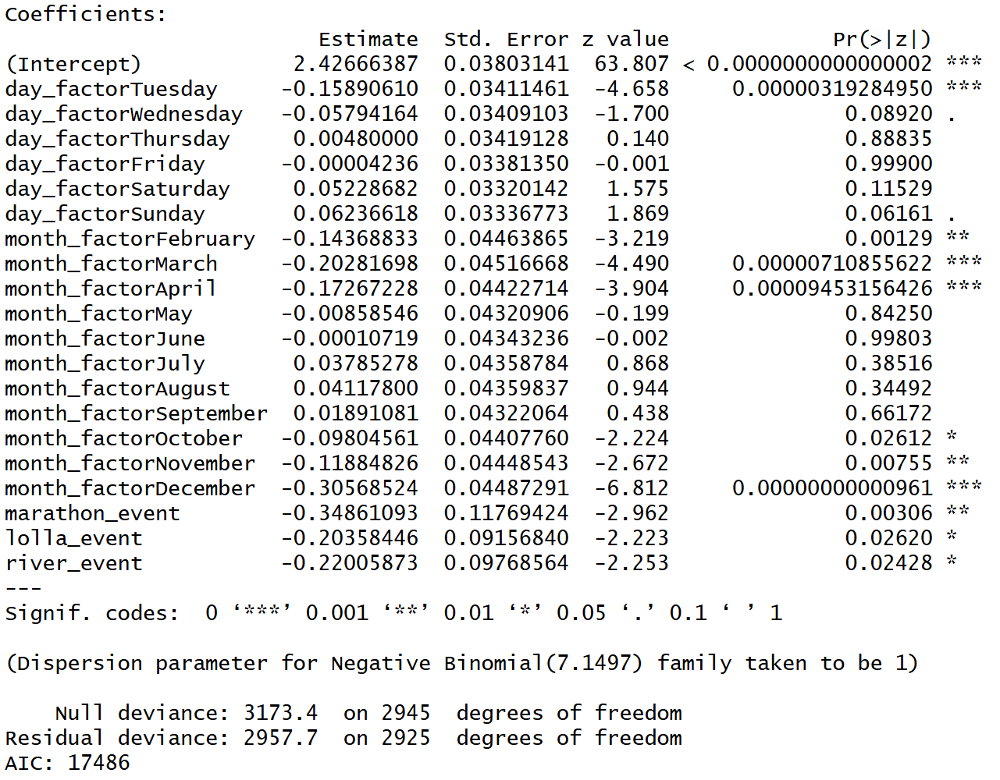 Coefficients:
                         Estimate  Std. Error z value             Pr(>|z|)    
(Intercept)            2.42666387  0.03803141  63.807 < 0.0000000000000002 ***
day_factorTuesday     -0.15890610  0.03411461  -4.658     0.00000319284950 ***
day_factorWednesday   -0.05794164  0.03409103  -1.700              0.08920 .
day_factorThursday     0.00480000  0.03419128   0.140              0.88835
day_factorFriday      -0.00004236  0.03381350  -0.001              0.99900
day_factorSaturday     0.05228682  0.03320142   1.575              0.11529
day_factorSunday       0.06236618  0.03336773   1.869              0.06161 .
month_factorFebruary  -0.14368833  0.04463865  -3.219              0.00129 **
month_factorMarch     -0.20281698  0.04516668  -4.490     0.00000710855622 ***
month_factorApril     -0.17267228  0.04422714  -3.904     0.00009453156426 ***
month_factorMay       -0.00858546  0.04320906  -0.199              0.84250
month_factorJune      -0.00010719  0.04343236  -0.002              0.99803
month_factorJuly       0.03785278  0.04358784   0.868              0.38516
month_factorAugust     0.04117800  0.04359837   0.944              0.34492
month_factorSeptember  0.01891081  0.04322064   0.438              0.66172
month_factorOctober   -0.09804561  0.04407760  -2.224              0.02612 *
month_factorNovember  -0.11884826  0.04448543  -2.672              0.00755 **
month_factorDecember  -0.30568524  0.04487291  -6.812     0.00000000000961 ***
marathon_event        -0.34861093  0.11769424  -2.962              0.00306 **
lolla_event           -0.20358446  0.09156840  -2.223              0.02620 *
river_event           -0.22005873  0.09768564  -2.253              0.02428 *
---
Signif. codes:  0 ‘***’ 0.001 ‘**’ 0.01 ‘*’ 0.05 ‘.’ 0.1 ‘ ’ 1
(Dispersion parameter for Negative Binomial(7.1497) family taken to be 1)
    Null deviance: 3173.4  on 2945  degrees of freedom
Residual deviance: 2957.7  on 2925  degrees of freedom
AIC: 17486